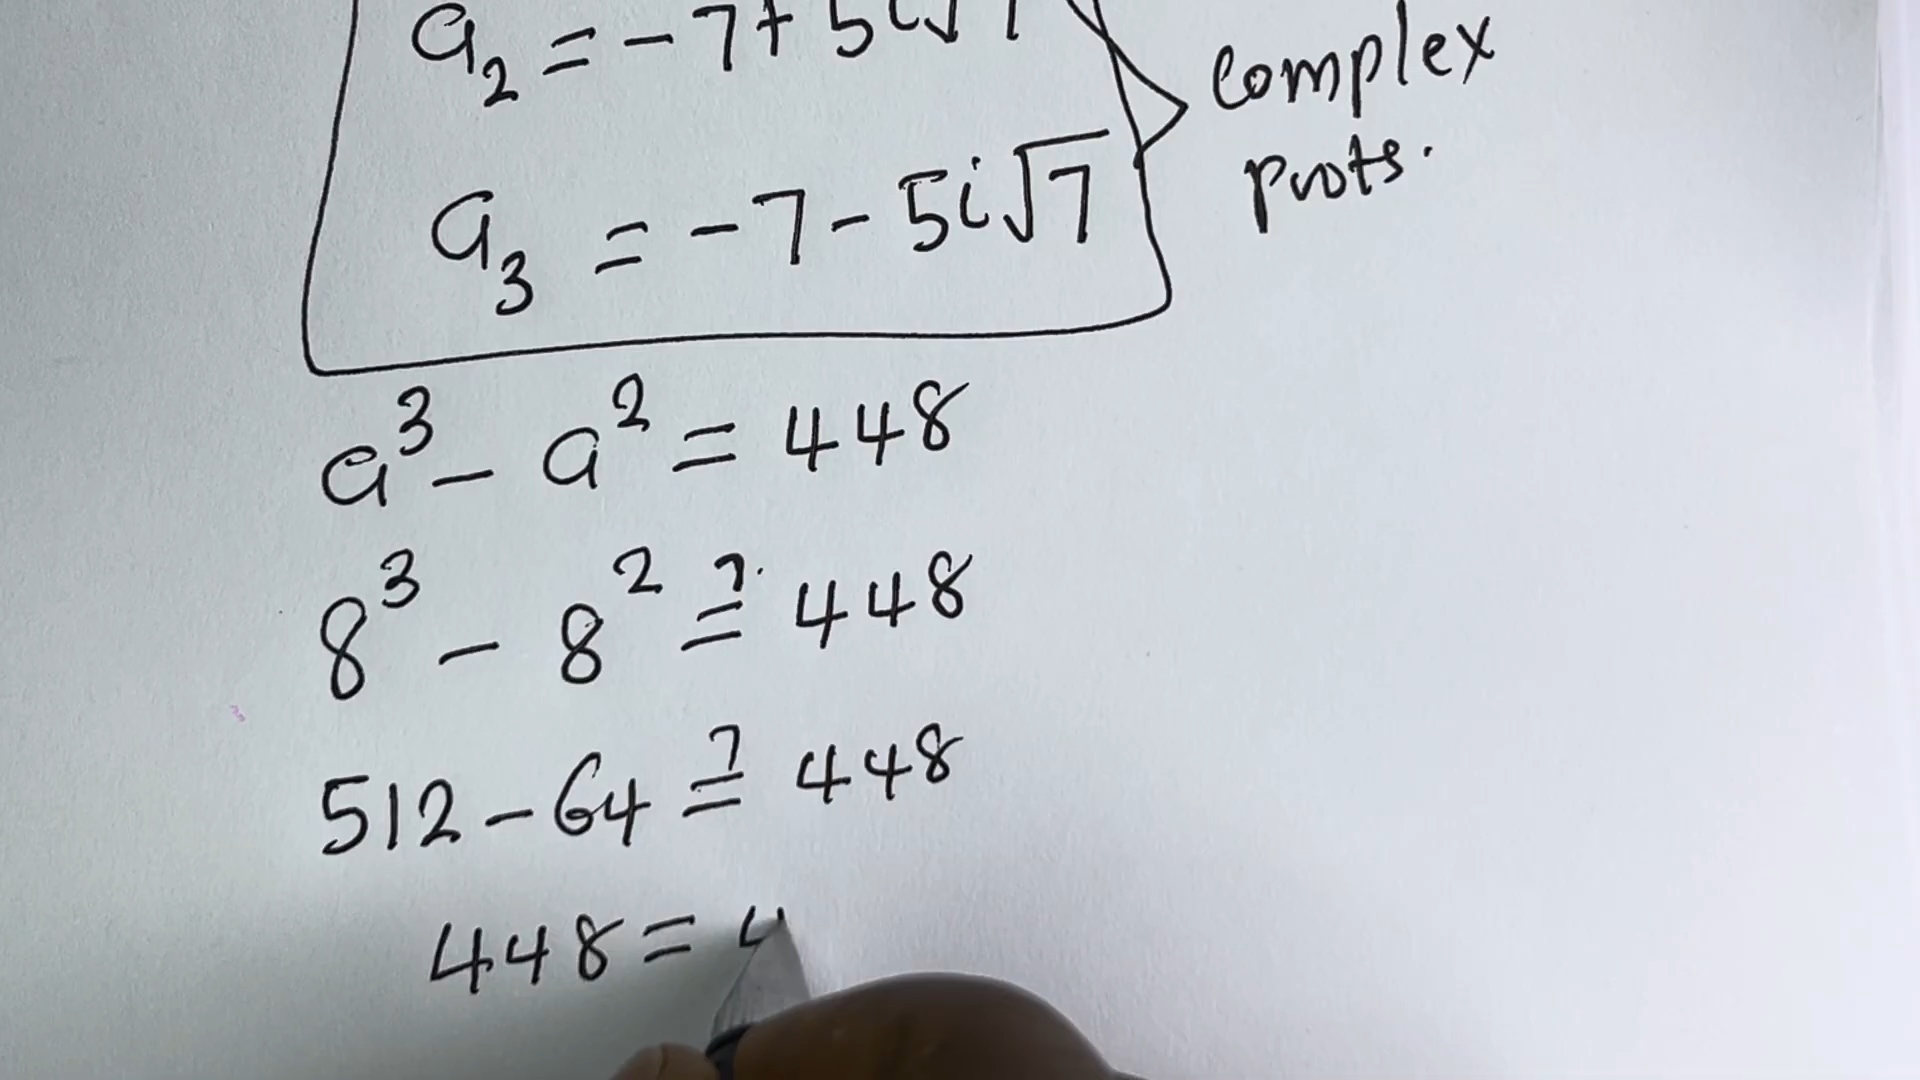 a₂ = -7 + 5i√7
complex
a₃ = -7 - 5i√7
roots.
a³ - a² = 448
8³ - 8² ≟ 448
512 - 64 ≟ 448
448 = 4